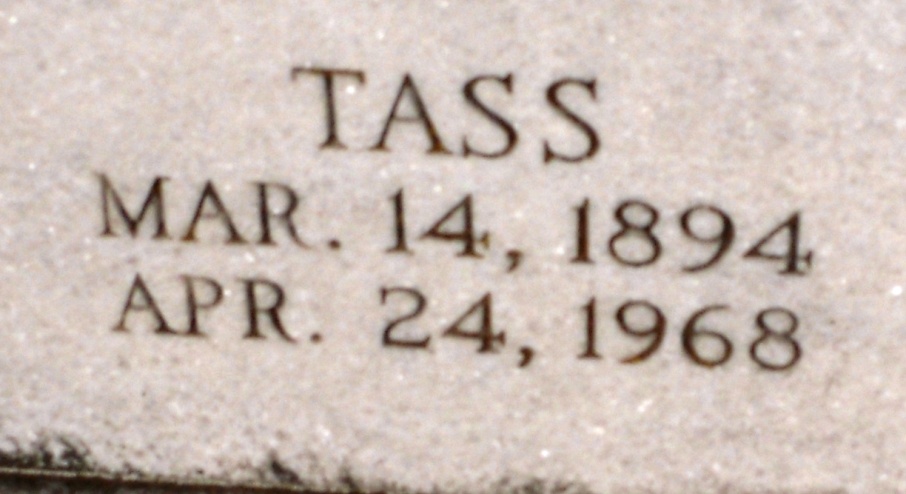 TASS
MAR. 14, 1894
APR. 24, 1968